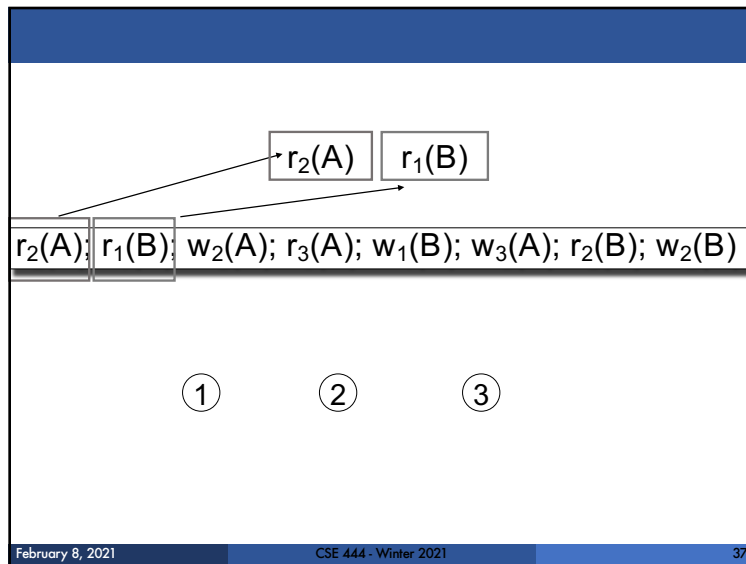 r₂(A) r₁(B)
r₂(A); r₁(B); w₂(A); r₃(A); w₁(B); w₃(A); r₂(B); w₂(B)
1 2 3
February 8, 2021 CSE 444 - Winter 2021 37